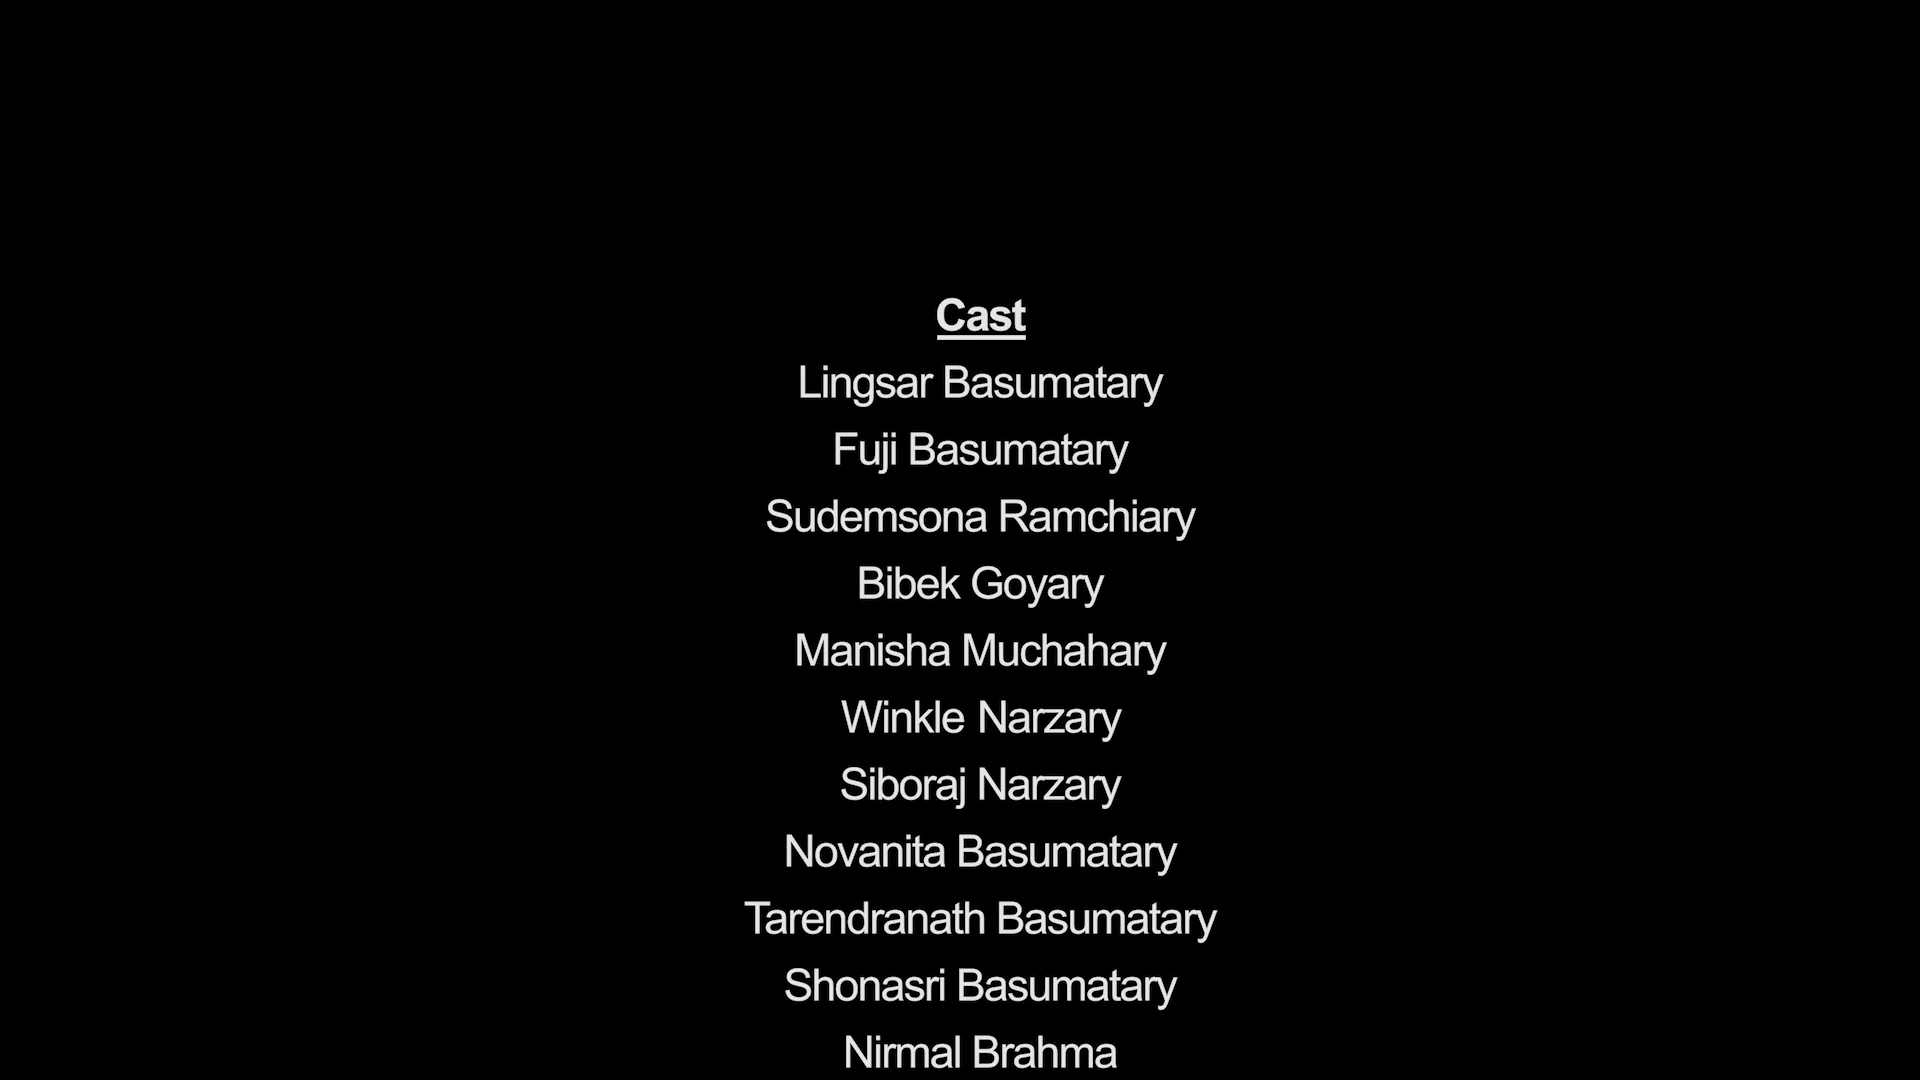 Cast
Lingsar Basumatary
Fuji Basumatary
Sudemsona Ramchiary
Bibek Goyary
Manisha Muchahary
Winkle Narzary
Siboraj Narzary
Novanita Basumatary
Tarendranath Basumatary
Shonasri Basumatary
Nirmal Brahma